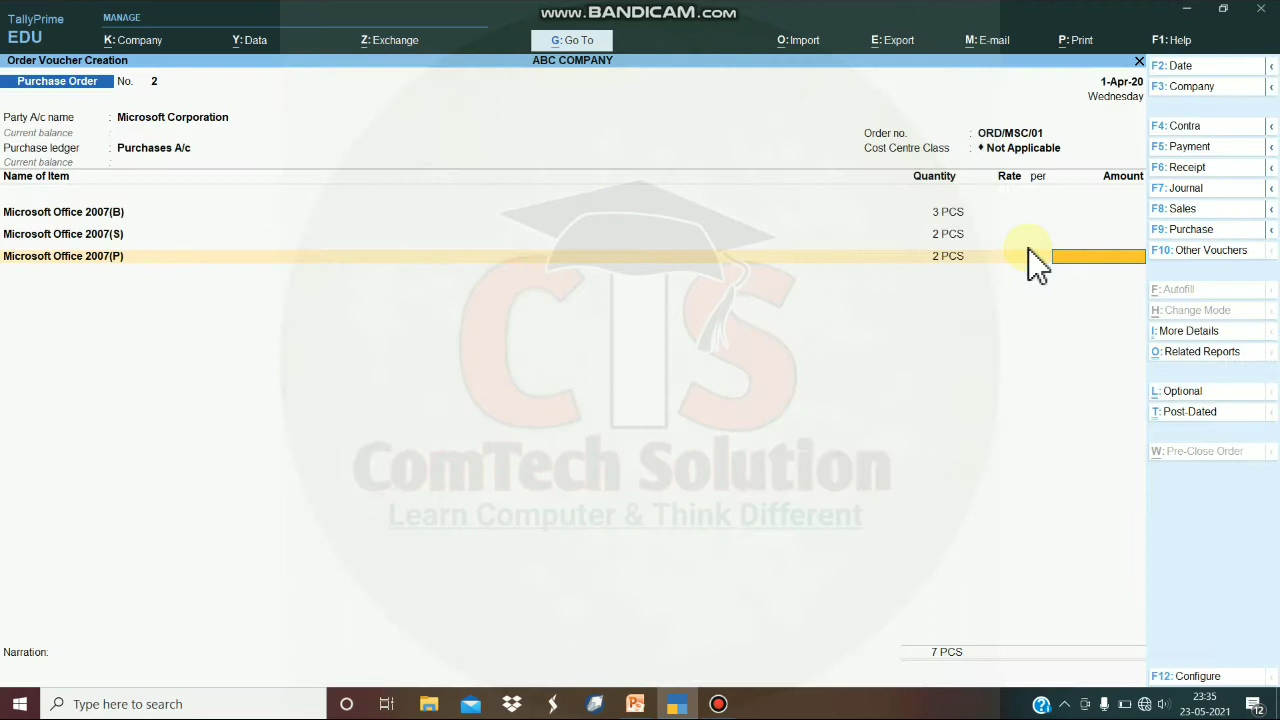 www.BANDICAM.com
TallyPrime
EDU
MANAGE
K: Company
Y: Data
Z: Exchange
G: Go To
O: Import
E: Export
M: E-mail
P: Print
F1: Help
Order Voucher Creation
ABC COMPANY
Purchase Order No. 2
1-Apr-20
Wednesday
Party A/c name : Microsoft Corporation
Current balance :
Order no. : ORD/MSC/01
Purchase ledger : Purchases A/c
Cost Centre Class : ♦ Not Applicable
Current balance :
Name of Item Quantity Rate per Amount
Microsoft Office 2007(B) 3 PCS
Microsoft Office 2007(S) 2 PCS
Microsoft Office 2007(P) 2 PCS
CTS
ComTech Solution
Learn Computer & Think Different
Narration:
7 PCS
F2: Date
F3: Company
F4: Contra
F5: Payment
F6: Receipt
F7: Journal
F8: Sales
F9: Purchase
F10: Other Vouchers
F: Autofill
H: Change Mode
I: More Details
O: Related Reports
L: Optional
T: Post-Dated
W: Pre-Close Order
F12: Configure
Type here to search
23:35
23-05-2021